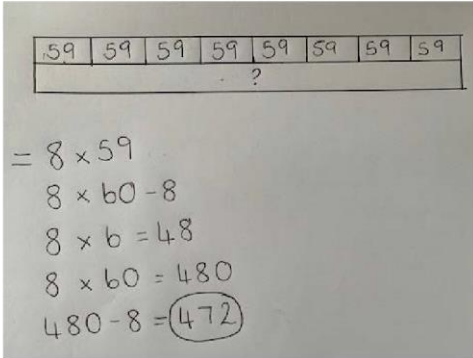 59 59 59 59 59 59 59 59
?
= 8 × 59
8 × 60 - 8
8 × 6 = 48
8 × 60 = 480
480 - 8 = 472